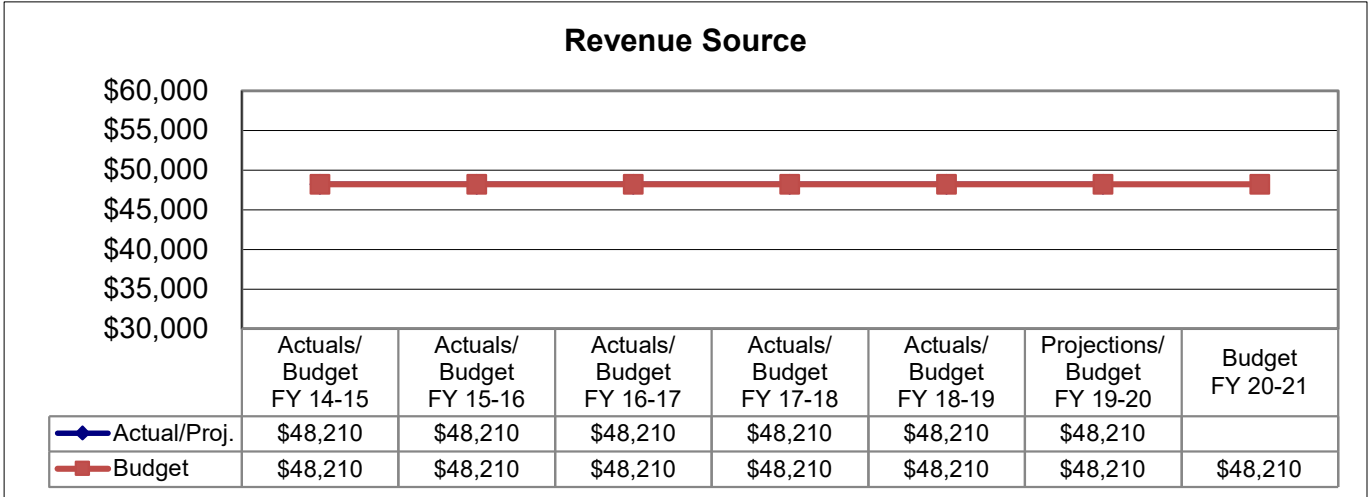 Revenue Source
$60,000
$55,000
$50,000
$45,000
$40,000
$35,000
$30,000
Actuals/ Actuals/ Actuals/ Actuals/ Actuals/ Projections/ Budget
Budget Budget Budget Budget Budget Budget FY 20-21
FY 14-15 FY 15-16 FY 16-17 FY 17-18 FY 18-19 FY 19-20
Actual/Proj. $48,210 $48,210 $48,210 $48,210 $48,210 $48,210
Budget $48,210 $48,210 $48,210 $48,210 $48,210 $48,210 $48,210